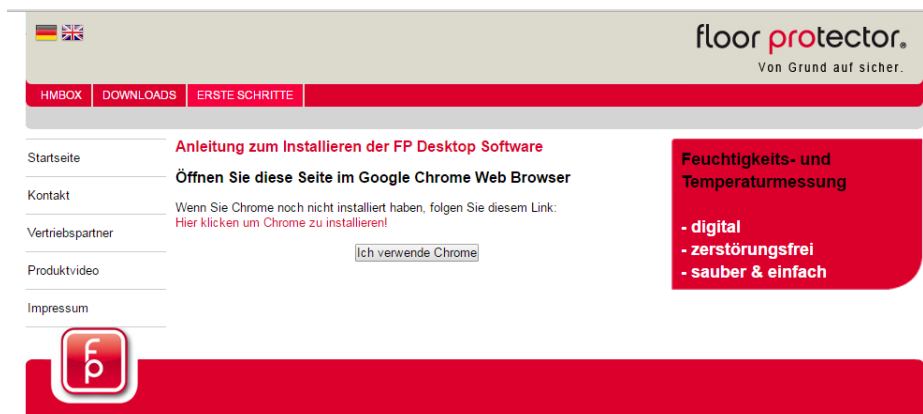 floor protector®
Von Grund auf sicher.
HMBOX DOWNLOADS ERSTE SCHRITTE
Startseite
Kontakt
Vertriebspartner
Produktvideo
Impressum
Anleitung zum Installieren der FP Desktop Software
Öffnen Sie diese Seite im Google Chrome Web Browser
Wenn Sie Chrome noch nicht installiert haben, folgen Sie diesem Link:
Hier klicken um Chrome zu installieren!
Ich verwende Chrome
Feuchtigkeits- und
Temperaturmessung
- digital
- zerstörungsfrei
- sauber & einfach
fp